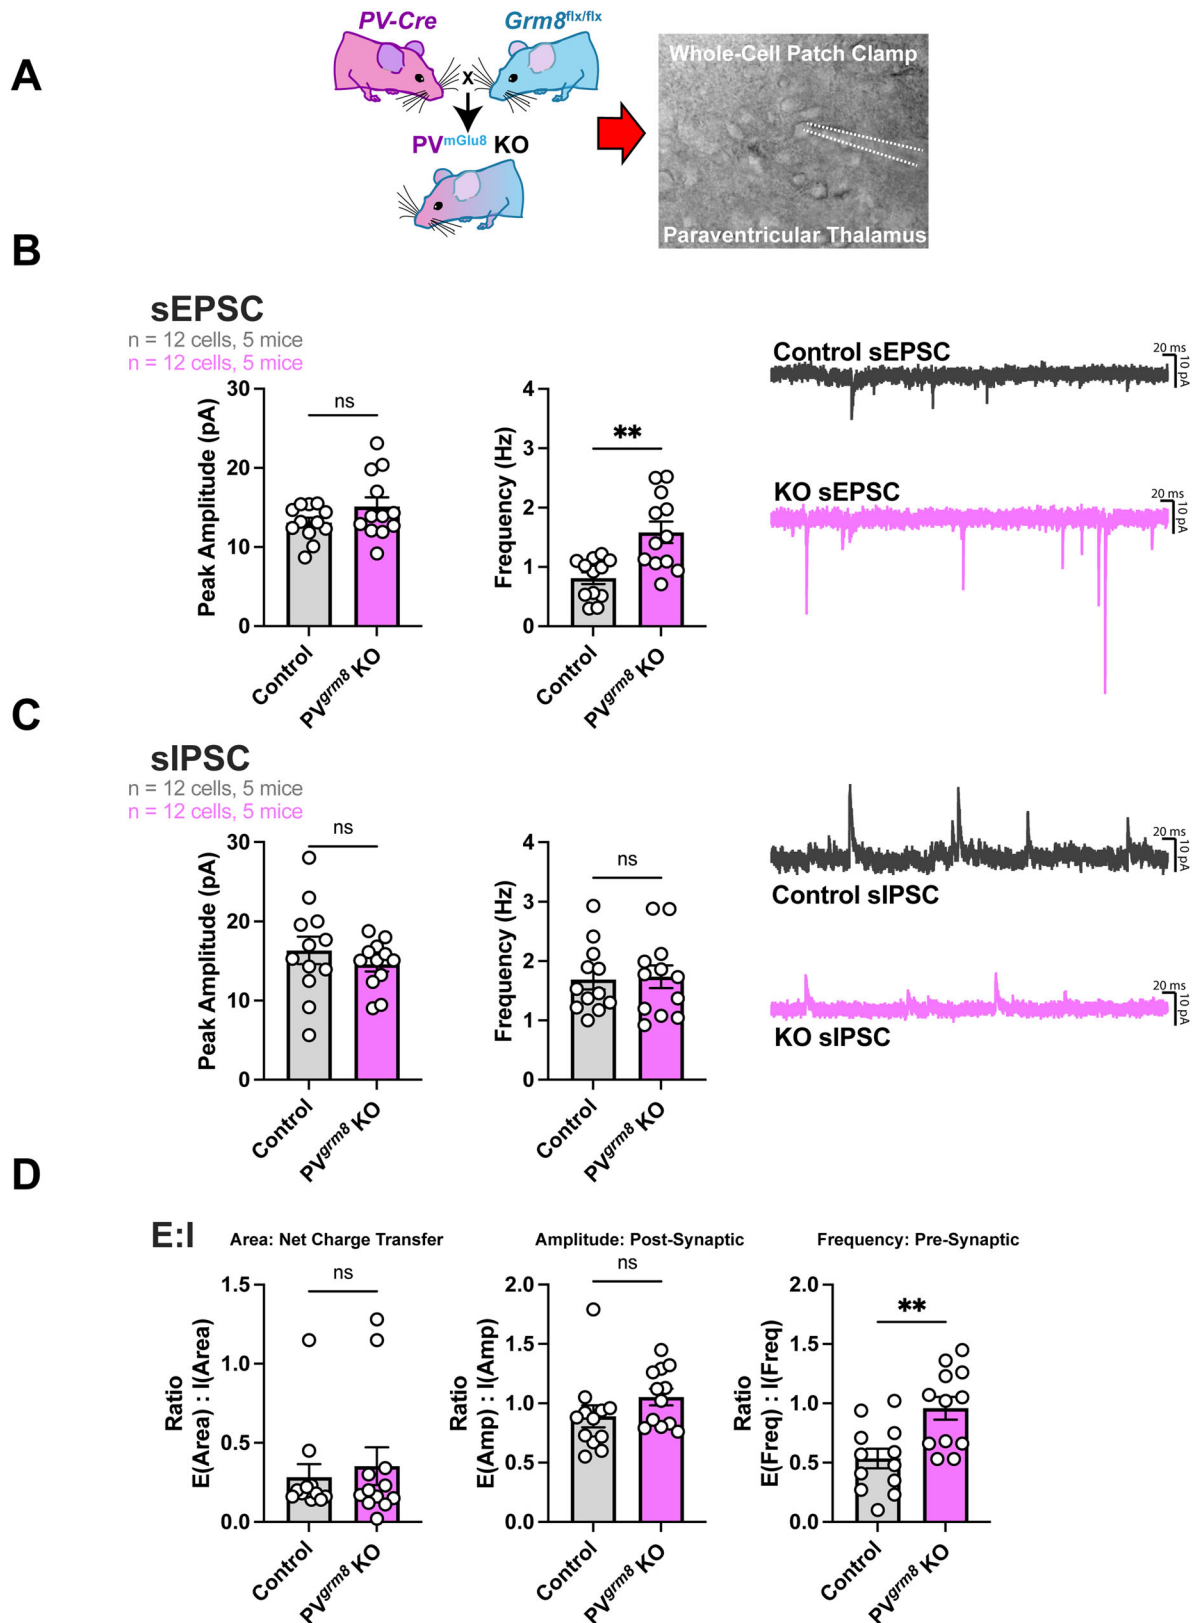 A
PV-Cre
Grm8flx/flx
X
PVmGlu8 KO
Whole-Cell Patch Clamp
Paraventricular Thalamus
B
sEPSC
n = 12 cells, 5 mice
n = 12 cells, 5 mice
Peak Amplitude (pA)
30
20
10
0
ns
Control
PVgrm8 KO
Frequency (Hz)
4
3
2
1
0
**
Control
PVgrm8 KO
Control sEPSC
20 ms
10 pA
KO sEPSC
20 ms
10 pA
C
sIPSC
n = 12 cells, 5 mice
n = 12 cells, 5 mice
Peak Amplitude (pA)
30
20
10
0
ns
Control
PVgrm8 KO
Frequency (Hz)
4
3
2
1
0
ns
Control
PVgrm8 KO
20 ms
10 pA
Control sIPSC
20 ms
10 pA
KO sIPSC
D
E:I
Area: Net Charge Transfer
Ratio
E(Area) : I(Area)
1.5
1.0
0.5
0.0
ns
Control
PVgrm8 KO
Amplitude: Post-Synaptic
Ratio
E(Amp) : I(Amp)
2.0
1.5
1.0
0.5
0.0
ns
Control
PVgrm8 KO
Frequency: Pre-Synaptic
Ratio
E(Freq) : I(Freq)
2.0
1.5
1.0
0.5
0.0
**
Control
PVgrm8 KO